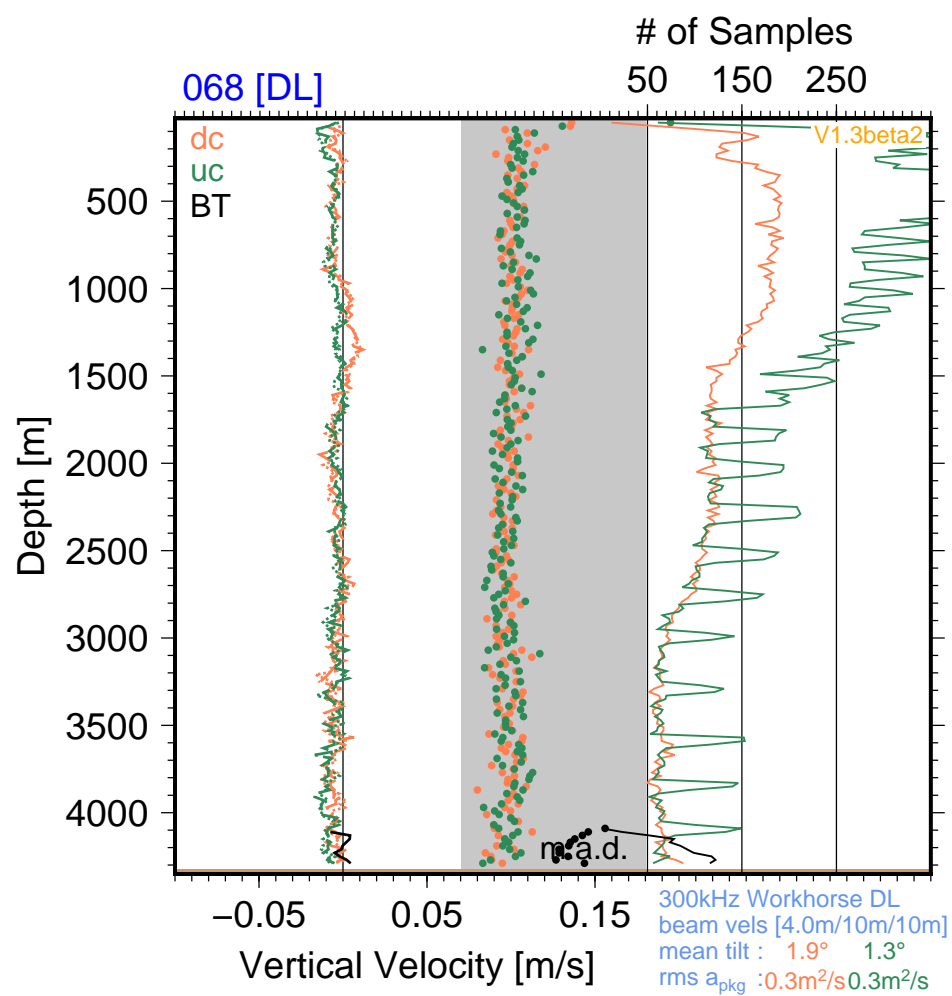 # of Samples
50 150 250
068 [DL]
dc
uc
BT
V1.3beta2
500
1000
1500
2000
2500
3000
3500
4000
Depth [m]
m.a.d.
−0.05 0.05 0.15
Vertical Velocity [m/s]
300kHz Workhorse DL
beam vels [4.0m/10m/10m]
mean tilt : 1.9° 1.3°
rms a_pkg : 0.3m²/s 0.3m²/s